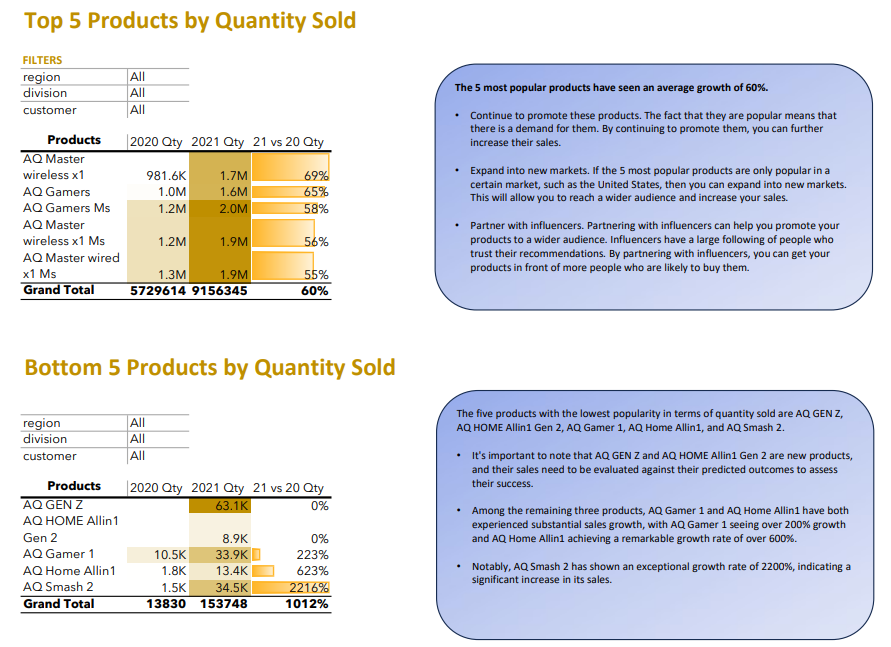 Top 5 Products by Quantity Sold
FILTERS
region All
division All
customer All
Products 2020 Qty 2021 Qty 21 vs 20 Qty
AQ Master
wireless x1 981.6K 1.7M 69%
AQ Gamers 1.0M 1.6M 65%
AQ Gamers Ms 1.2M 2.0M 58%
AQ Master
wireless x1 Ms 1.2M 1.9M 56%
AQ Master wired
x1 Ms 1.3M 1.9M 55%
Grand Total 5729614 9156345 60%
The 5 most popular products have seen an average growth of 60%.
• Continue to promote these products. The fact that they are popular means that
there is a demand for them. By continuing to promote them, you can further
increase their sales.
• Expand into new markets. If the 5 most popular products are only popular in a
certain market, such as the United States, then you can expand into new markets.
This will allow you to reach a wider audience and increase your sales.
• Partner with influencers. Partnering with influencers can help you promote your
products to a wider audience. Influencers have a large following of people who
trust their recommendations. By partnering with influencers, you can get your
products in front of more people who are likely to buy them.
Bottom 5 Products by Quantity Sold
region All
division All
customer All
Products 2020 Qty 2021 Qty 21 vs 20 Qty
AQ GEN Z 63.1K 0%
AQ HOME Allin1
Gen 2 8.9K 0%
AQ Gamer 1 10.5K 33.9K 223%
AQ Home Allin1 1.8K 13.4K 623%
AQ Smash 2 1.5K 34.5K 2216%
Grand Total 13830 153748 1012%
The five products with the lowest popularity in terms of quantity sold are AQ GEN Z,
AQ HOME Allin1 Gen 2, AQ Gamer 1, AQ Home Allin1, and AQ Smash 2.
• It's important to note that AQ GEN Z and AQ HOME Allin1 Gen 2 are new products,
and their sales need to be evaluated against their predicted outcomes to assess
their success.
• Among the remaining three products, AQ Gamer 1 and AQ Home Allin1 have both
experienced substantial sales growth, with AQ Gamer 1 seeing over 200% growth
and AQ Home Allin1 achieving a remarkable growth rate of over 600%.
• Notably, AQ Smash 2 has shown an exceptional growth rate of 2200%, indicating a
significant increase in its sales.